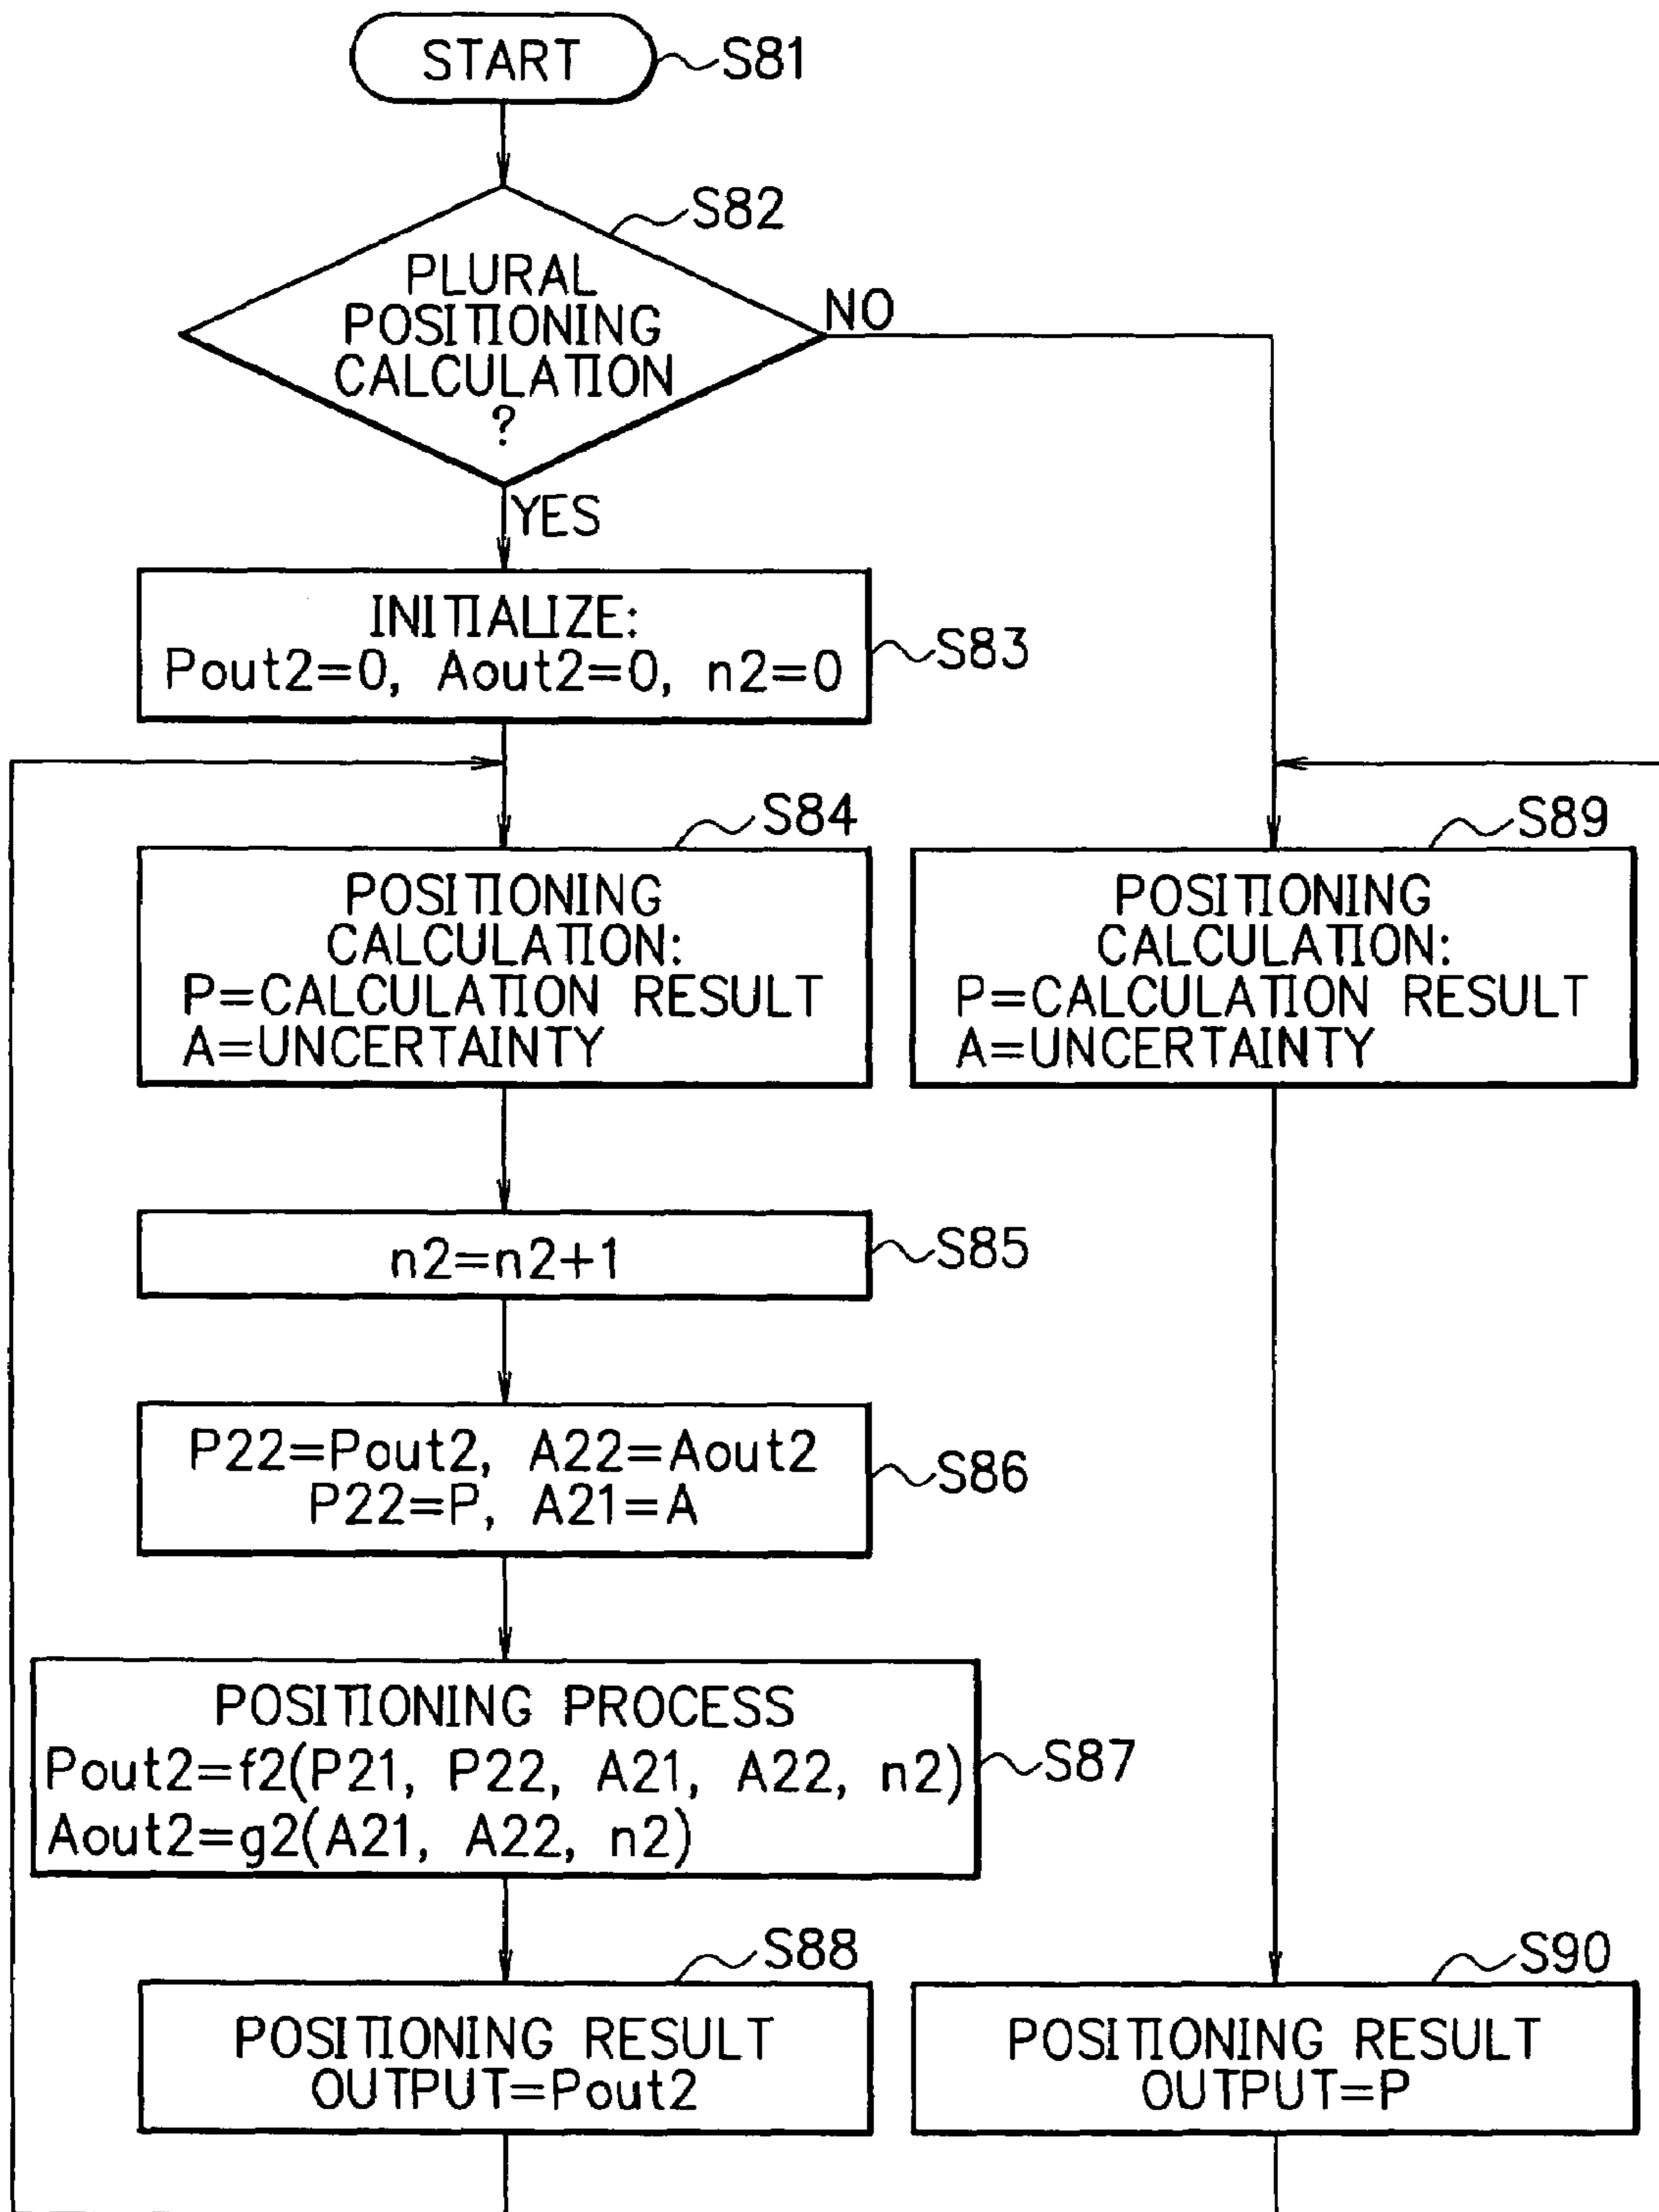 START
S81
S82
PLURAL
POSITIONING
CALCULATION
?
NO
YES
INITIALIZE:
Pout2=0, Aout2=0, n2=0
S83
S84
POSITIONING
CALCULATION:
P=CALCULATION RESULT
A=UNCERTAINTY
S89
POSITIONING
CALCULATION:
P=CALCULATION RESULT
A=UNCERTAINTY
n2=n2+1
S85
P22=Pout2, A22=Aout2
P22=P, A21=A
S86
POSITIONING PROCESS
Pout2=f2(P21, P22, A21, A22, n2)
Aout2=g2(A21, A22, n2)
S87
S88
POSITIONING RESULT
OUTPUT=Pout2
S90
POSITIONING RESULT
OUTPUT=P